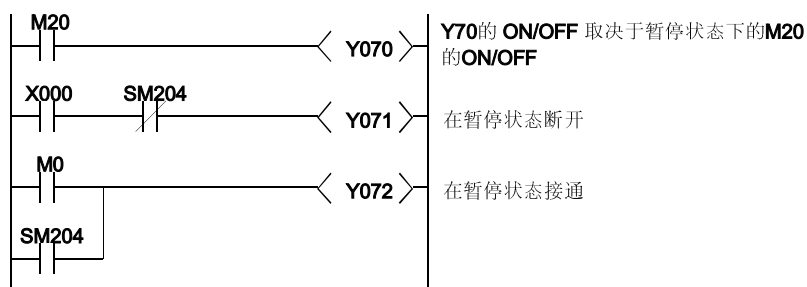 M20
Y070
Y70的 ON/OFF 取决于暂停状态下的M20
的ON/OFF
X000 SM204
Y071
在暂停状态断开
M0
Y072
在暂停状态接通
SM204